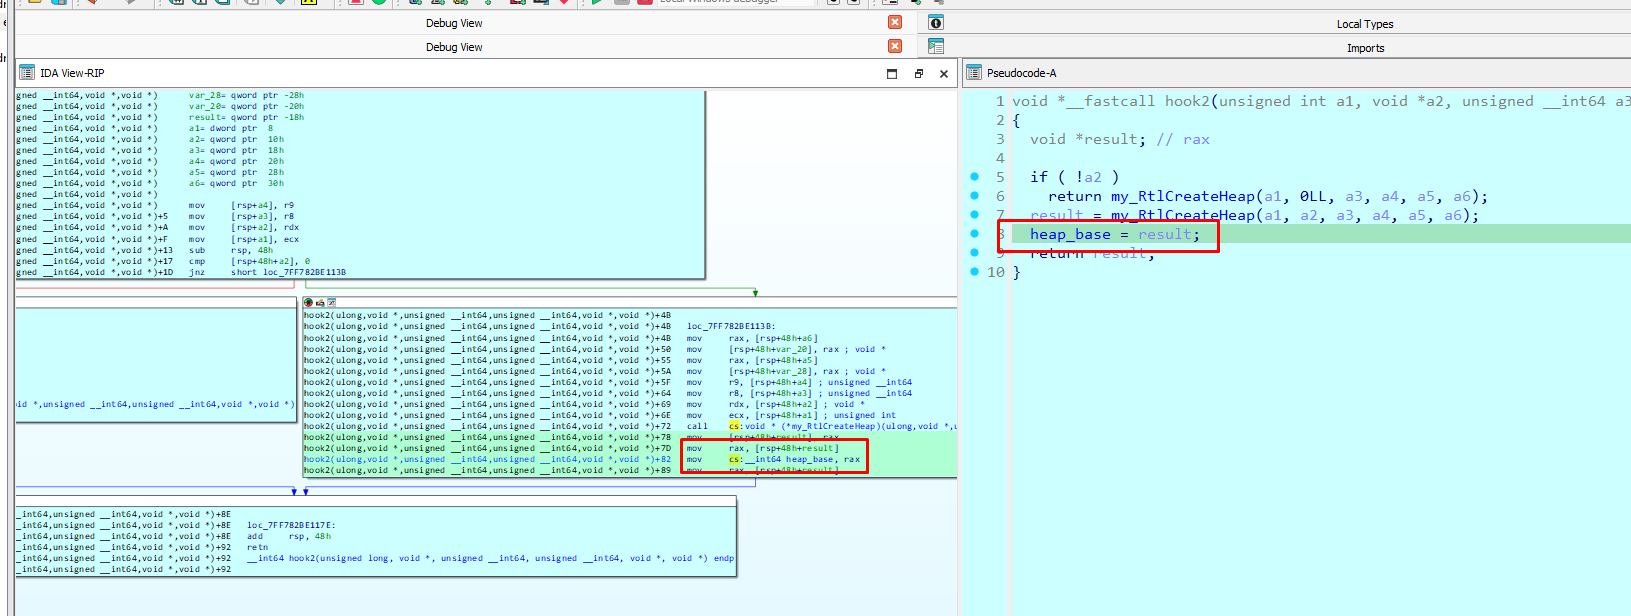 Local Windows debugger
Debug View
Local Types
Debug View
Imports
IDA View-RIP
gned __int64,void *,void *) var_28= qword ptr -28h
gned __int64,void *,void *) var_20= qword ptr -20h
gned __int64,void *,void *) result= qword ptr -18h
gned __int64,void *,void *) a1= dword ptr 8
gned __int64,void *,void *) a2= qword ptr 10h
gned __int64,void *,void *) a3= qword ptr 18h
gned __int64,void *,void *) a4= qword ptr 20h
gned __int64,void *,void *) a5= qword ptr 28h
gned __int64,void *,void *) a6= qword ptr 30h
gned __int64,void *,void *)
gned __int64,void *,void *) mov [rsp+a4], r9
gned __int64,void *,void *)+5 mov [rsp+a3], r8
gned __int64,void *,void *)+A mov [rsp+a2], rdx
gned __int64,void *,void *)+F mov [rsp+a1], ecx
gned __int64,void *,void *)+13 sub rsp, 48h
gned __int64,void *,void *)+17 cmp [rsp+48h+a2], 0
gned __int64,void *,void *)+1D jnz short loc_7FF782BE113B
oid *,unsigned __int64,unsigned __int64,void *,void *)
hook2(ulong,void *,unsigned __int64,unsigned __int64,void *,void *)+4B
hook2(ulong,void *,unsigned __int64,unsigned __int64,void *,void *)+4B loc_7FF782BE113B:
hook2(ulong,void *,unsigned __int64,unsigned __int64,void *,void *)+4B mov rax, [rsp+48h+a6]
hook2(ulong,void *,unsigned __int64,unsigned __int64,void *,void *)+50 mov [rsp+48h+var_20], rax ; void *
hook2(ulong,void *,unsigned __int64,unsigned __int64,void *,void *)+55 mov rax, [rsp+48h+a5]
hook2(ulong,void *,unsigned __int64,unsigned __int64,void *,void *)+5A mov [rsp+48h+var_28], rax ; void *
hook2(ulong,void *,unsigned __int64,unsigned __int64,void *,void *)+5F mov r9, [rsp+48h+a4] ; unsigned __int64
hook2(ulong,void *,unsigned __int64,unsigned __int64,void *,void *)+64 mov r8, [rsp+48h+a3] ; unsigned __int64
hook2(ulong,void *,unsigned __int64,unsigned __int64,void *,void *)+69 mov rdx, [rsp+48h+a2] ; void *
hook2(ulong,void *,unsigned __int64,unsigned __int64,void *,void *)+6E mov ecx, [rsp+48h+a1] ; unsigned int
hook2(ulong,void *,unsigned __int64,unsigned __int64,void *,void *)+72 call cs:void * (*my_RtlCreateHeap)(ulong,void *,u
hook2(ulong,void *,unsigned __int64,unsigned __int64,void *,void *)+78 mov [rsp+48h+result], rax
hook2(ulong,void *,unsigned __int64,unsigned __int64,void *,void *)+7D mov rax, [rsp+48h+result]
hook2(ulong,void *,unsigned __int64,unsigned __int64,void *,void *)+82 mov cs:__int64 heap_base, rax
hook2(ulong,void *,unsigned __int64,unsigned __int64,void *,void *)+89 mov rax, [rsp+48h+result]
_int64,unsigned __int64,void *,void *)+8E
_int64,unsigned __int64,void *,void *)+8E loc_7FF782BE117E:
_int64,unsigned __int64,void *,void *)+8E add rsp, 48h
_int64,unsigned __int64,void *,void *)+92 retn
_int64,unsigned __int64,void *,void *)+92 __int64 hook2(unsigned long, void *, unsigned __int64, unsigned __int64, void *, void *) endp
_int64,unsigned __int64,void *,void *)+92
Pseudocode-A
1 void *__fastcall hook2(unsigned int a1, void *a2, unsigned __int64 a3
2 {
3 void *result; // rax
4
5 if ( !a2 )
6 return my_RtlCreateHeap(a1, 0LL, a3, a4, a5, a6);
7 result = my_RtlCreateHeap(a1, a2, a3, a4, a5, a6);
8 heap_base = result;
9 return result;
10 }